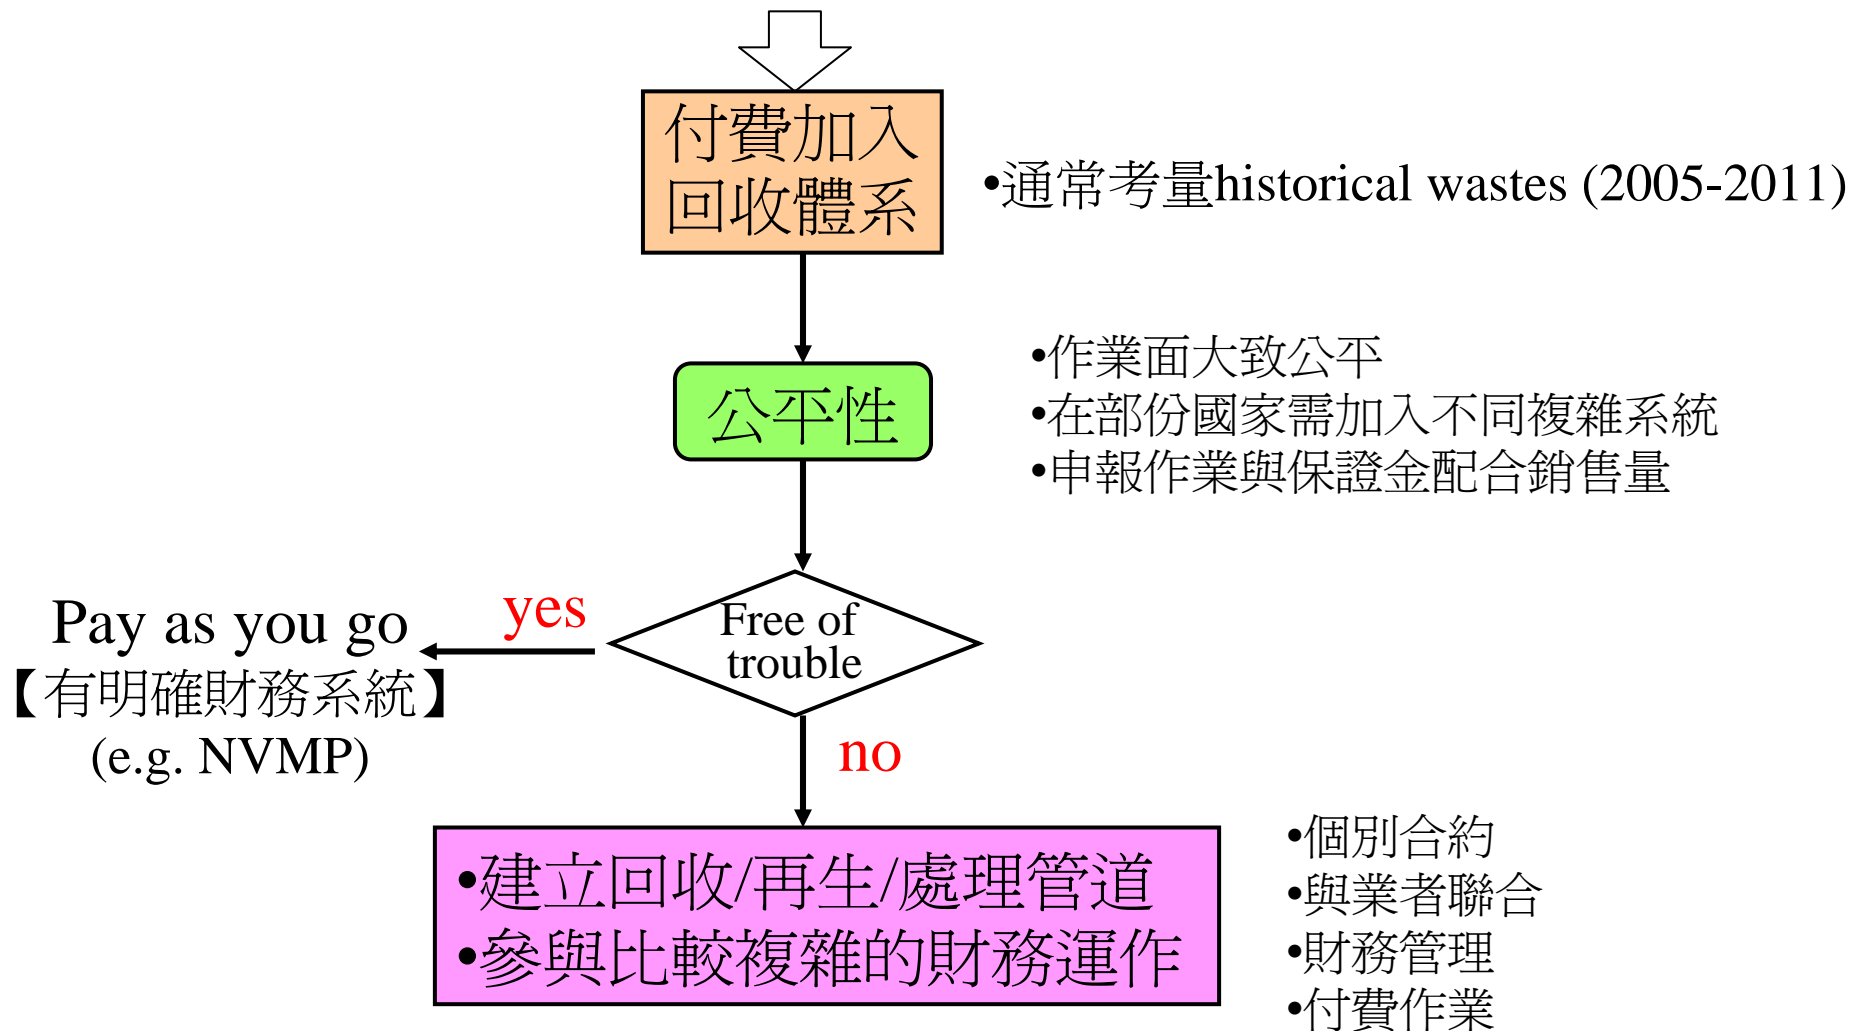 付費加入
回收體系
•通常考量historical wastes (2005-2011)
公平性
•作業面大致公平
•在部份國家需加入不同複雜系統
•申報作業與保證金配合銷售量
Free of
trouble
yes
Pay as you go
【有明確財務系統】
(e.g. NVMP)
no
•建立回收/再生/處理管道
•參與比較複雜的財務運作
•個別合約
•與業者聯合
•財務管理
•付費作業